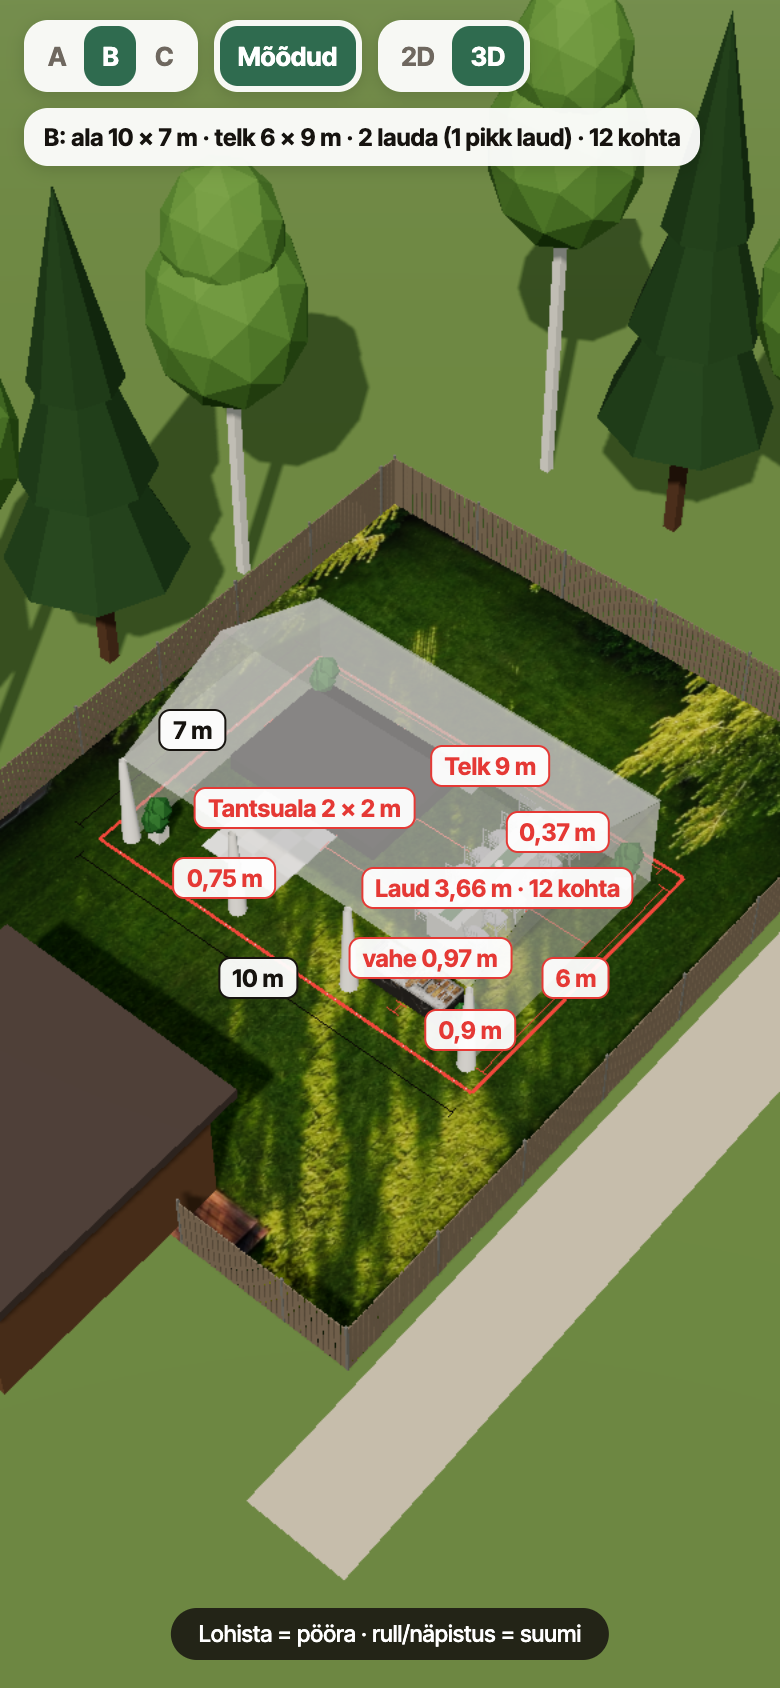 A B C Mõõdud 2D 3D
B: ala 10 × 7 m · telk 6 × 9 m · 2 lauda (1 pikk laud) · 12 kohta
7 m
Telk 9 m
Tantsuala 2 × 2 m
0,37 m
0,75 m
Laud 3,66 m · 12 kohta
vahe 0,97 m
10 m
6 m
0,9 m
Lohista = pööra · rull/näpistus = suumi